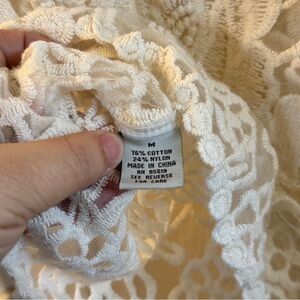 M
76% COTTON
24% NYLON
MADE IN CHINA
RN 95619
SEE REVERSE
FOR CARE